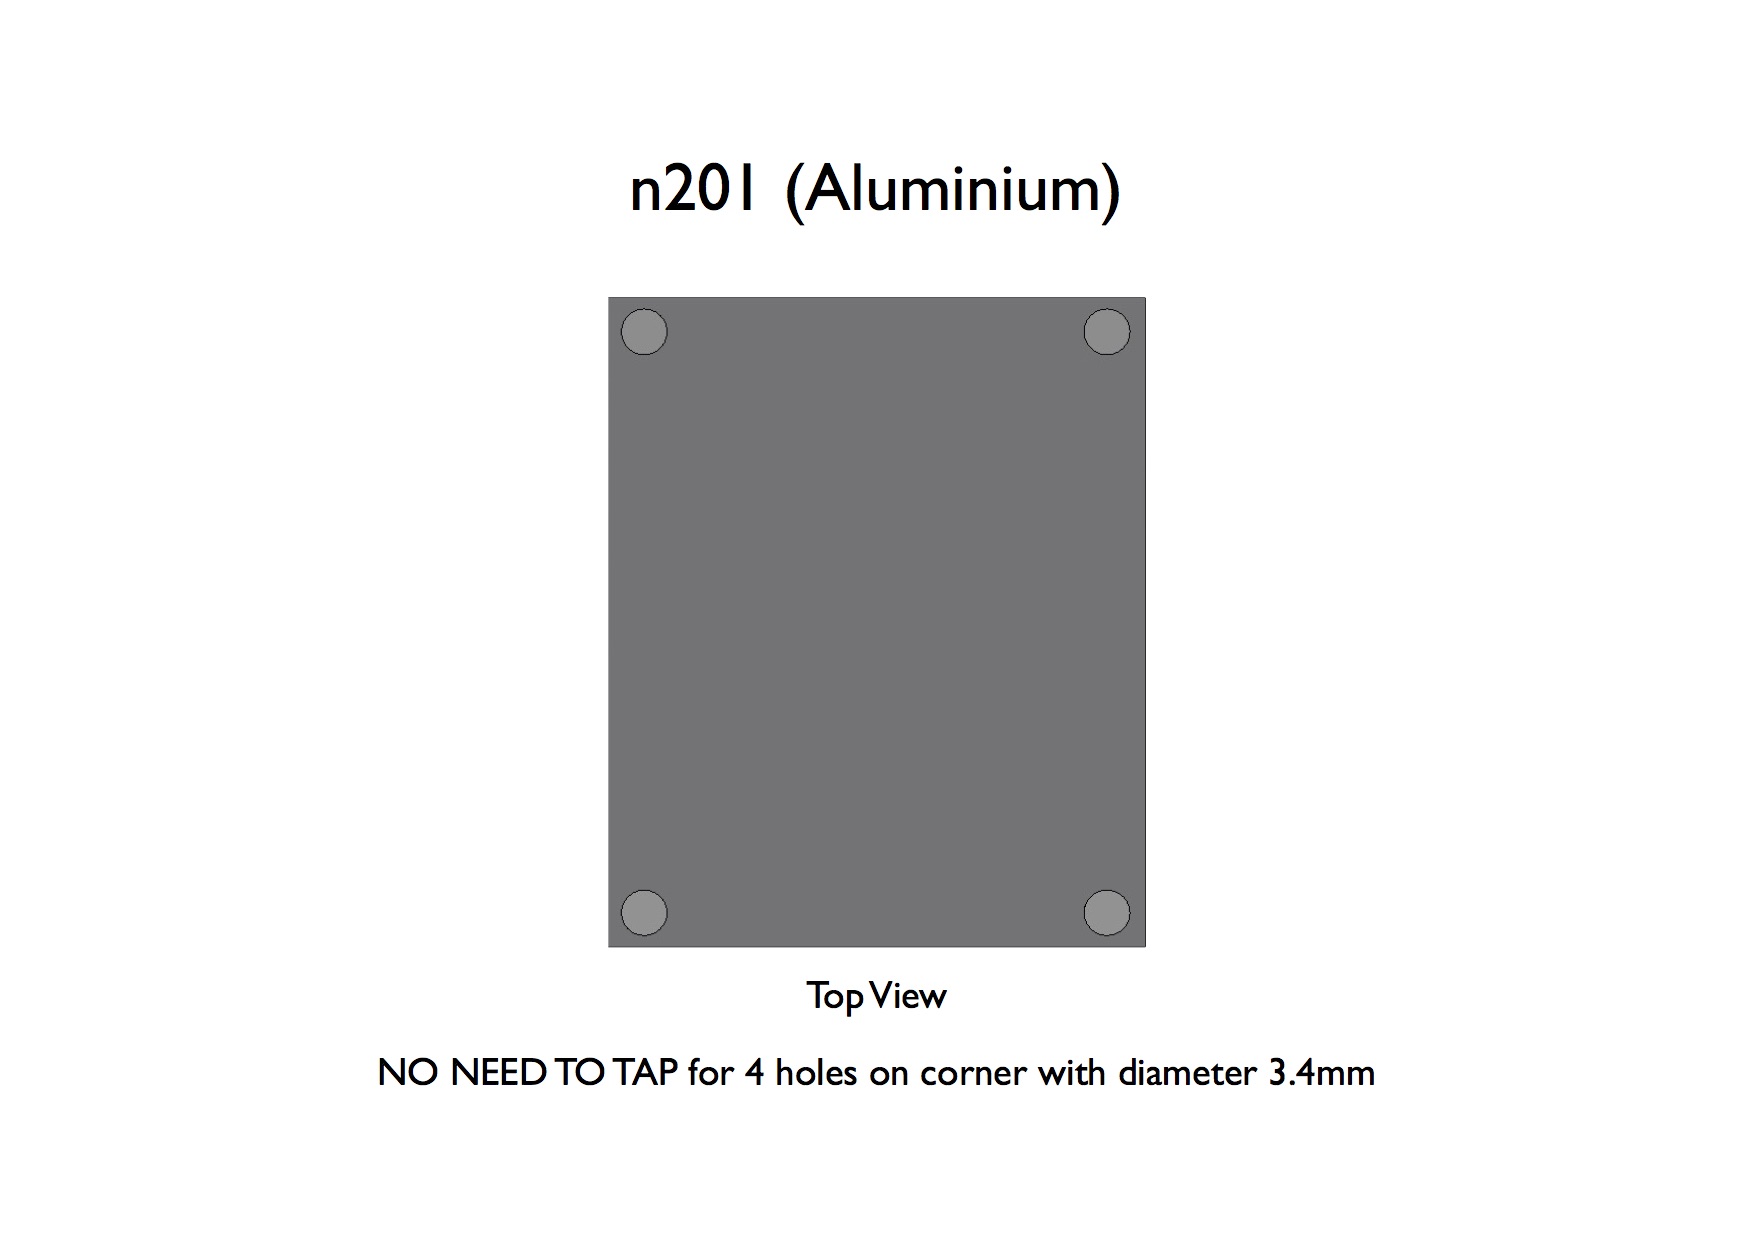 n201 (Aluminium)
Top View
NO NEED TO TAP for 4 holes on corner with diameter 3.4mm